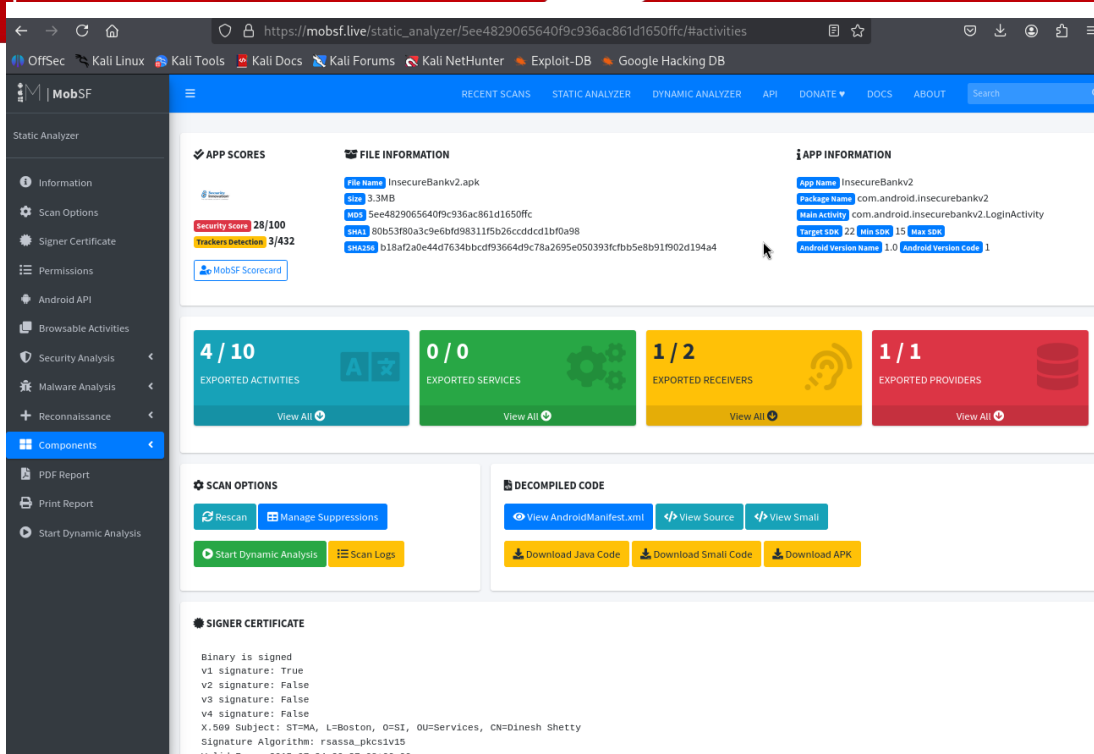 https://mobsf.live/static_analyzer/5ee4829065640f9c936ac861d1650ffc/#activities
OffSec Kali Linux Kali Tools Kali Docs Kali Forums Kali NetHunter Exploit-DB Google Hacking DB
MobSF
RECENT SCANS STATIC ANALYZER DYNAMIC ANALYZER API DONATE ♥ DOCS ABOUT Search
Static Analyzer
Information
Scan Options
Signer Certificate
Permissions
Android API
Browsable Activities
Security Analysis
Malware Analysis
Reconnaissance
Components
PDF Report
Print Report
Start Dynamic Analysis
APP SCORES
Security Score 28/100
Trackers Detection 3/432
MobSF Scorecard
FILE INFORMATION
File Name InsecureBankv2.apk
Size 3.3MB
MD5 5ee4829065640f9c936ac861d1650ffc
SHA1 80b53f80a3c9e6bfd98311f5b26ccddcd1bf0a98
SHA256 b18af2a0e44d7634bbcdf93664d9c78a2695e050393fcfbb5e8b91f902d194a4
APP INFORMATION
App Name InsecureBankv2
Package Name com.android.insecurebankv2
Main Activity com.android.insecurebankv2.LoginActivity
Target SDK 22 Min SDK 15 Max SDK
Android Version Name 1.0 Android Version Code 1
4 / 10
EXPORTED ACTIVITIES
View All
0 / 0
EXPORTED SERVICES
View All
1 / 2
EXPORTED RECEIVERS
View All
1 / 1
EXPORTED PROVIDERS
View All
SCAN OPTIONS
Rescan Manage Suppressions
Start Dynamic Analysis Scan Logs
DECOMPILED CODE
View AndroidManifest.xml View Source View Smali
Download Java Code Download Smali Code Download APK
SIGNER CERTIFICATE
Binary is signed
v1 signature: True
v2 signature: False
v3 signature: False
v4 signature: False
X.509 Subject: ST=MA, L=Boston, O=SI, OU=Services, CN=Dinesh Shetty
Signature Algorithm: rsassa_pkcs1v15